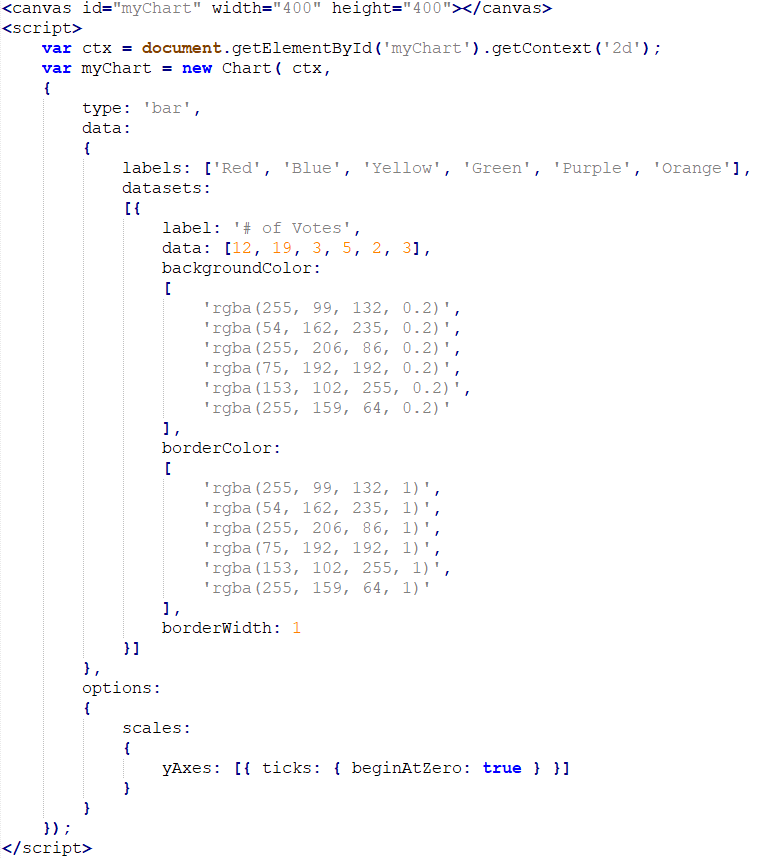 <canvas id="myChart" width="400" height="400"></canvas>
<script>
    var ctx = document.getElementById('myChart').getContext('2d');
    var myChart = new Chart( ctx,
    {
        type: 'bar',
        data:
        {
            labels: ['Red', 'Blue', 'Yellow', 'Green', 'Purple', 'Orange'],
            datasets:
            [{
                label: '# of Votes',
                data: [12, 19, 3, 5, 2, 3],
                backgroundColor:
                [
                    'rgba(255, 99, 132, 0.2)',
                    'rgba(54, 162, 235, 0.2)',
                    'rgba(255, 206, 86, 0.2)',
                    'rgba(75, 192, 192, 0.2)',
                    'rgba(153, 102, 255, 0.2)',
                    'rgba(255, 159, 64, 0.2)'
                ],
                borderColor:
                [
                    'rgba(255, 99, 132, 1)',
                    'rgba(54, 162, 235, 1)',
                    'rgba(255, 206, 86, 1)',
                    'rgba(75, 192, 192, 1)',
                    'rgba(153, 102, 255, 1)',
                    'rgba(255, 159, 64, 1)'
                ],
                borderWidth: 1
            }]
        },
        options:
        {
            scales:
            {
                yAxes: [{ ticks: { beginAtZero: true } }]
            }
        }
    });
</script>